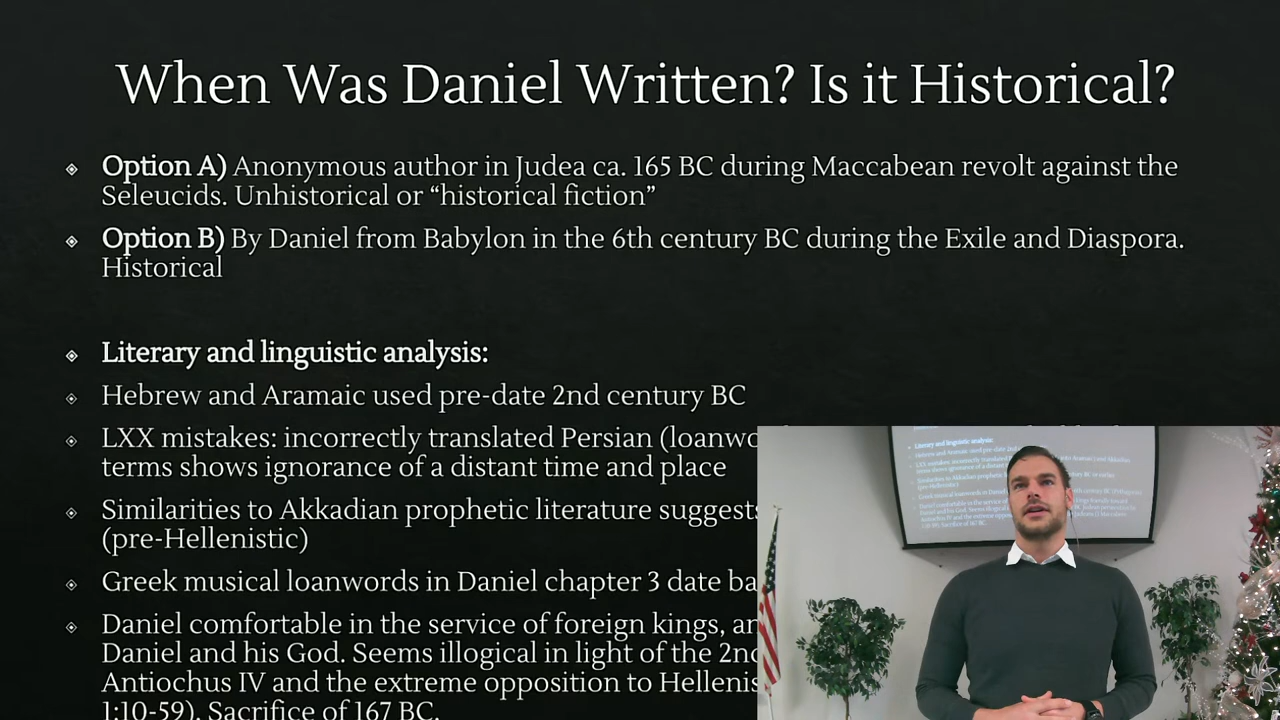 When Was Daniel Written? Is it Historical?
Option A) Anonymous author in Judea ca. 165 BC during Maccabean revolt against the
Seleucids. Unhistorical or “historical fiction”
Option B) By Daniel from Babylon in the 6th century BC during the Exile and Diaspora.
Historical
Literary and linguistic analysis:
Hebrew and Aramaic used pre-date 2nd century BC
LXX mistakes: incorrectly translated Persian
terms shows ignorance of a distant time and place
Similarities to Akkadian prophetic literature suggests
(pre-Hellenistic)
Greek musical loanwords in Daniel chapter 3 date
Daniel comfortable in the service of foreign kings,
Daniel and his God. Seems illogical in light of the
Antiochus IV and the extreme opposition to
1:10-59). Sacrifice of 167 BC.
Literary and linguistic analysis: